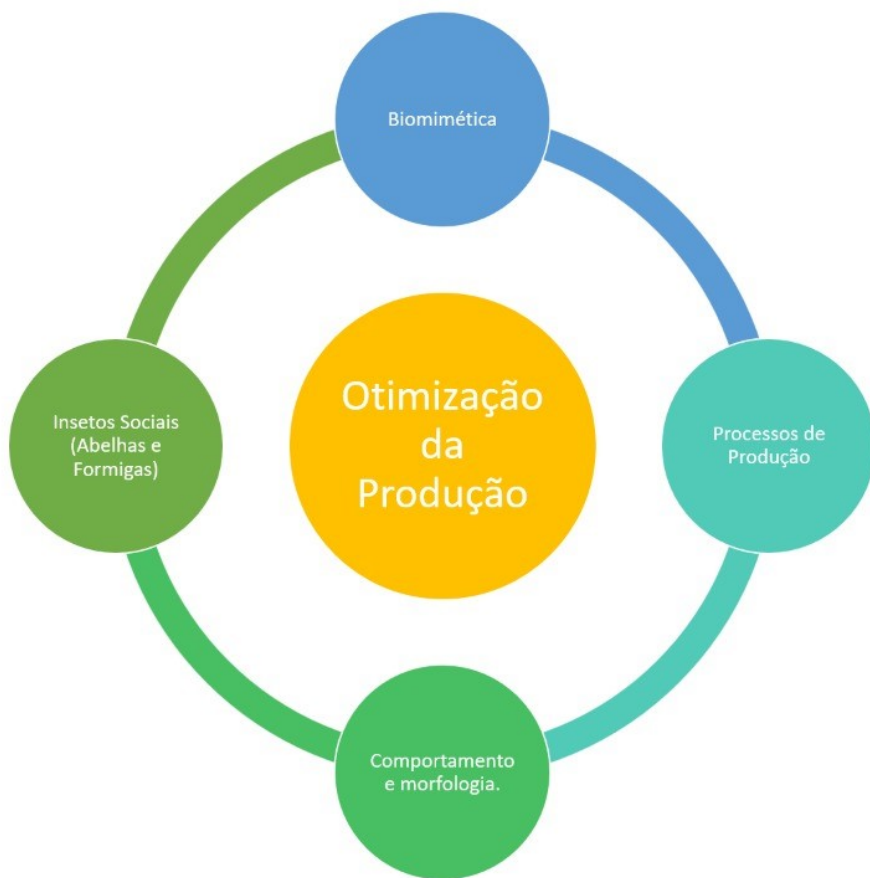 Biomimética
Insetos Sociais
(Abelhas e
Formigas)
Otimização
da
Produção
Processos de
Produção
Comportamento
e morfologia.